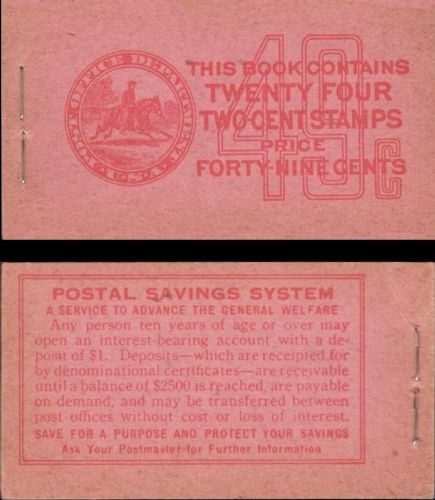 POST OFFICE DEPARTMENT U.S.A.
49c
THIS BOOK CONTAINS
TWENTY FOUR
TWO-CENT STAMPS
PRICE
FORTY-NINE CENTS
POSTAL SAVINGS SYSTEM
A SERVICE TO ADVANCE THE GENERAL WELFARE
Any person ten years of age or over may
open an interest-bearing account with a de-
posit of $1. Deposits—which are receipted for
by denominational certificates—are receivable
until a balance of $2500 is reached, are payable
on demand, and may be transferred between
post offices without cost or loss of interest.
SAVE FOR A PURPOSE AND PROTECT YOUR SAVINGS
Ask Your Postmaster for Further Information